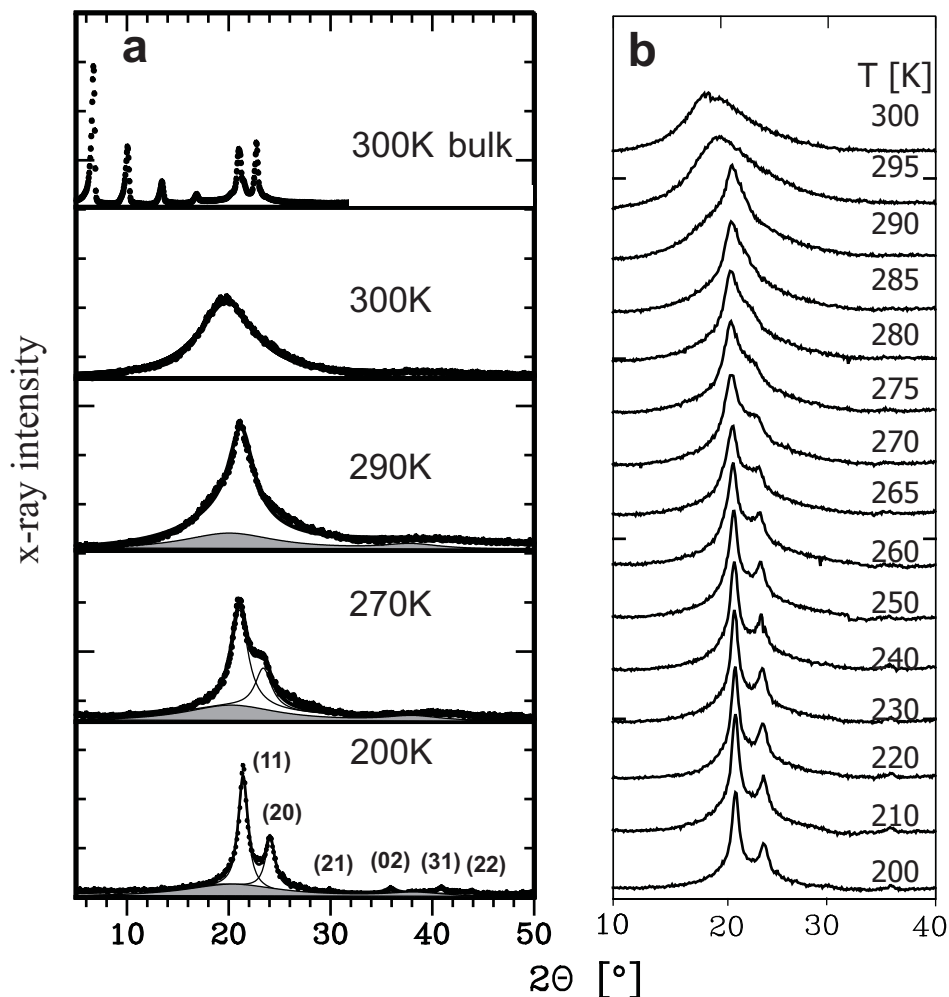 a
300K bulk
300K
290K
270K
200K
(11)
(20)
(21) (02) (31) (22)
10 20 30 40 50
x-ray intensity
b
T [K]
300
295
290
285
280
275
270
265
260
250
240
230
220
210
200
10 20 30 40
2Θ [°]